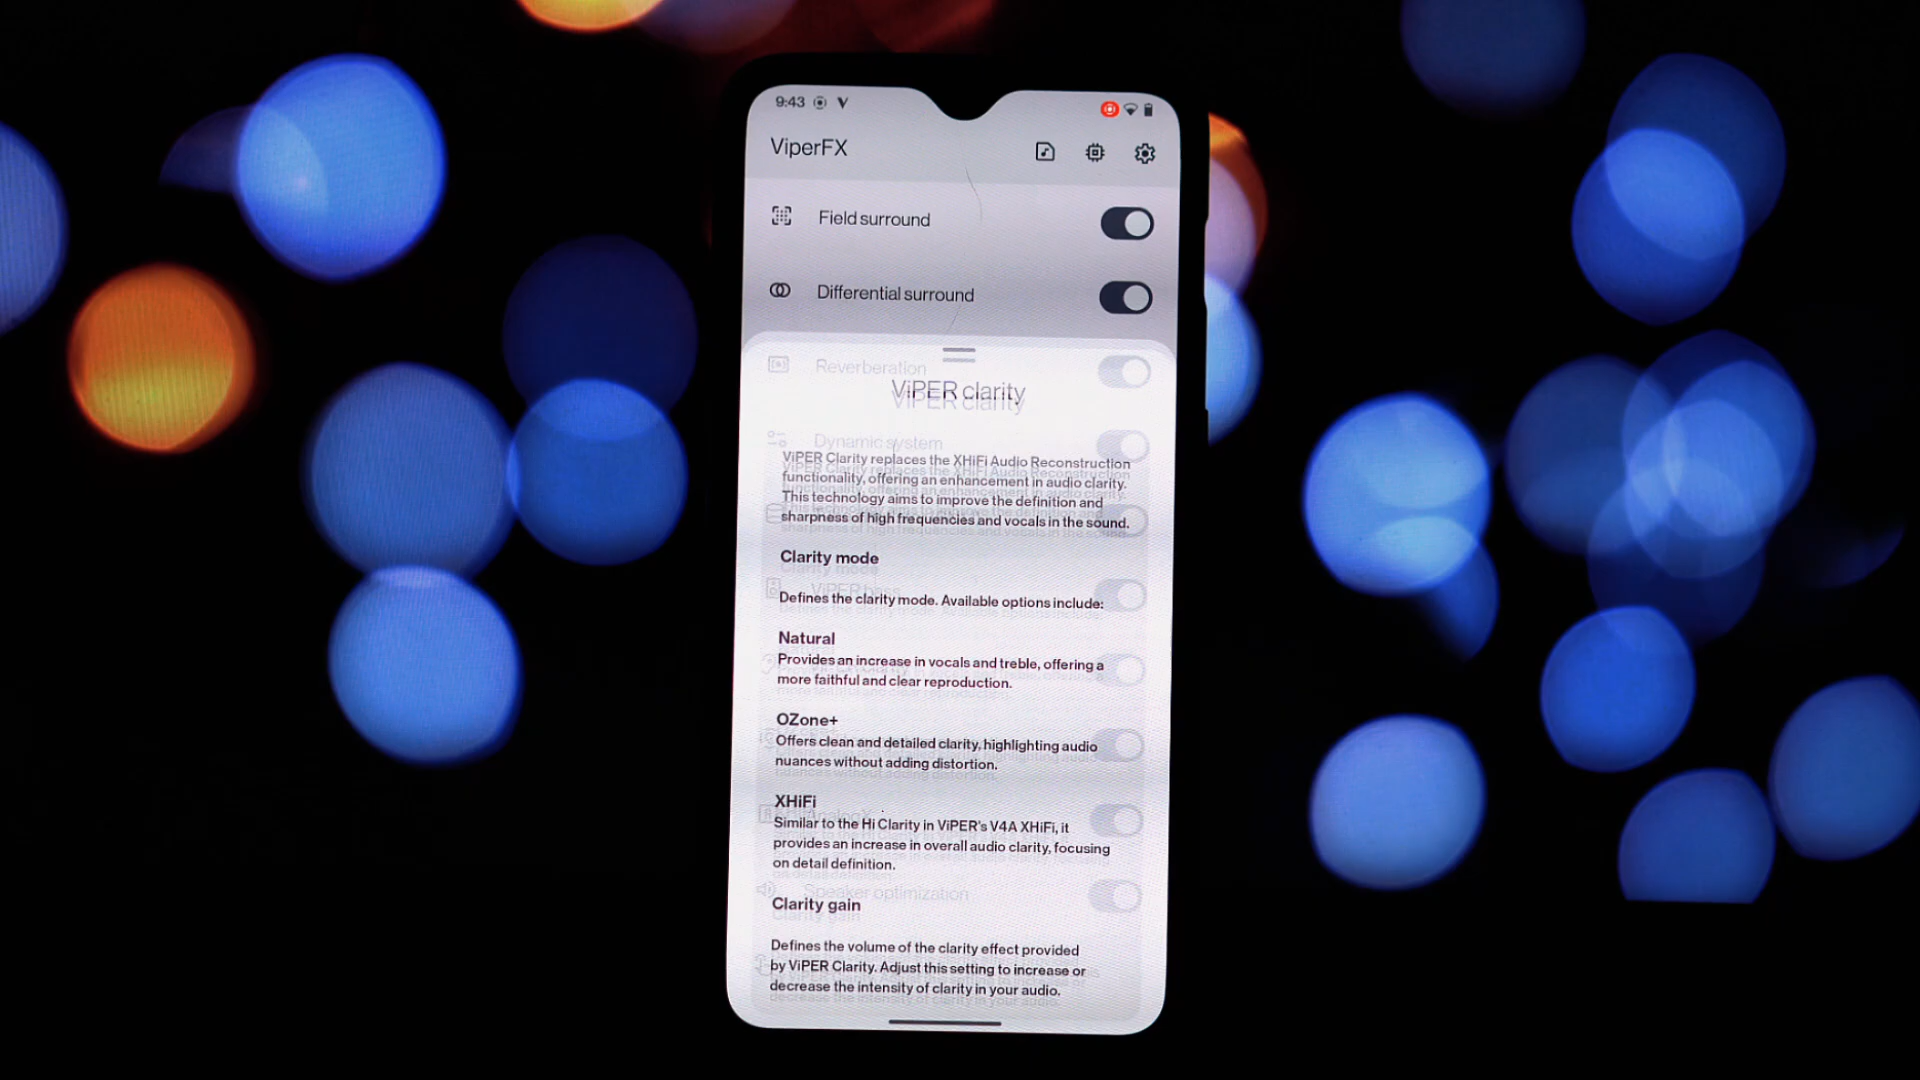 9:43
ViperFX
Field surround
Differential surround
Reverberation
ViPER clarity
Dynamic system
ViPER Clarity replaces the XHiFi Audio Reconstruction
functionality, offering an enhancement in audio clarity.
This technology aims to improve the definition and
sharpness of high frequencies and vocals in the sound.
Clarity mode
Defines the clarity mode. Available options include:
Natural
Provides an increase in vocals and treble, offering a
more faithful and clear reproduction.
OZone+
Offers clean and detailed clarity, highlighting audio
nuances without adding distortion.
XHiFi
Similar to the Hi Clarity in ViPER's V4A XHiFi, it
provides an increase in overall audio clarity, focusing
on detail definition.
Speaker optimization
Clarity gain
Defines the volume of the clarity effect provided
by ViPER Clarity. Adjust this setting to increase or
decrease the intensity of clarity in your audio.